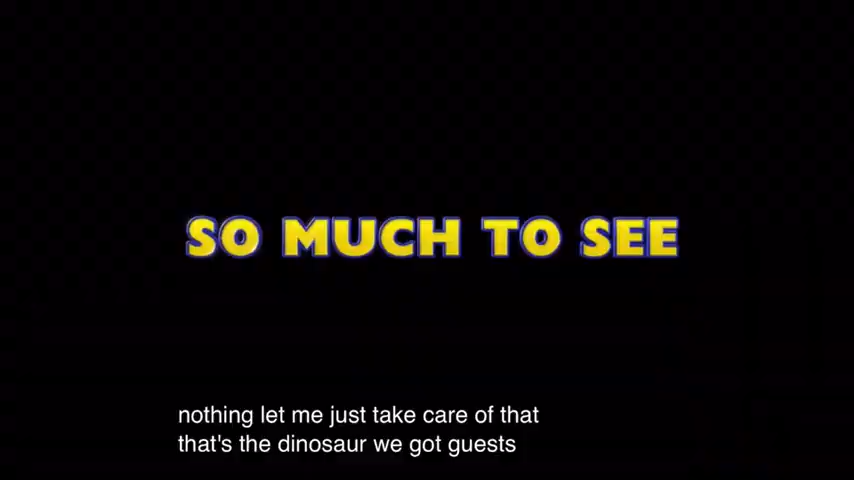 SO MUCH TO SEE
nothing let me just take care of that
that's the dinosaur we got guests